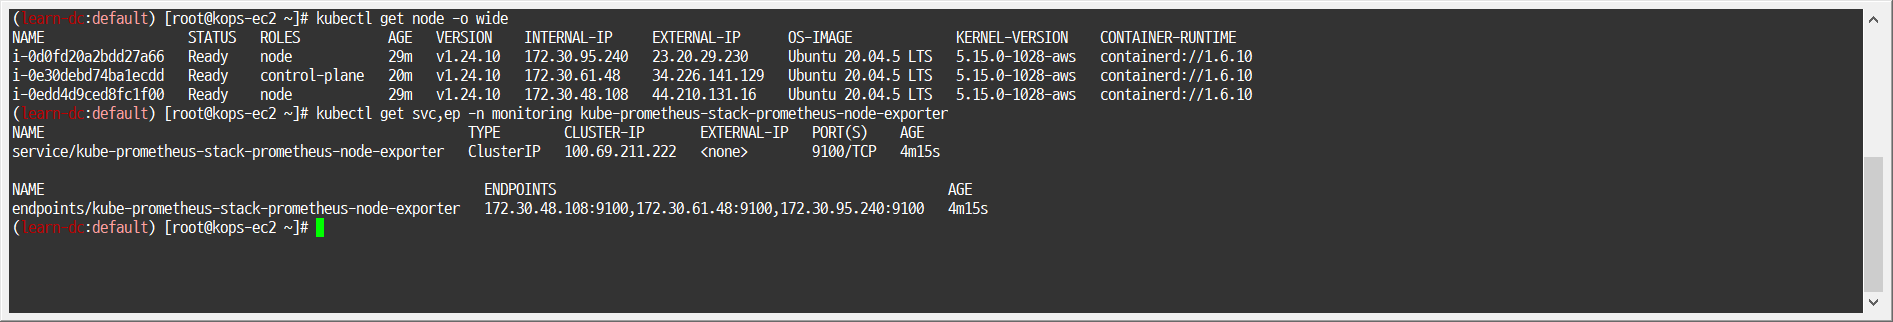 (learn-dc:default) [root@kops-ec2 ~]# kubectl get node -o wide
NAME STATUS ROLES AGE VERSION INTERNAL-IP EXTERNAL-IP OS-IMAGE KERNEL-VERSION CONTAINER-RUNTIME
i-0d0fd20a2bdd27a66 Ready node 29m v1.24.10 172.30.95.240 23.20.29.230 Ubuntu 20.04.5 LTS 5.15.0-1028-aws containerd://1.6.10
i-0e30debd74ba1ecdd Ready control-plane 20m v1.24.10 172.30.61.48 34.226.141.129 Ubuntu 20.04.5 LTS 5.15.0-1028-aws containerd://1.6.10
i-0edd4d9ced8fc1f00 Ready node 29m v1.24.10 172.30.48.108 44.210.131.16 Ubuntu 20.04.5 LTS 5.15.0-1028-aws containerd://1.6.10
(learn-dc:default) [root@kops-ec2 ~]# kubectl get svc,ep -n monitoring kube-prometheus-stack-prometheus-node-exporter
NAME TYPE CLUSTER-IP EXTERNAL-IP PORT(S) AGE
service/kube-prometheus-stack-prometheus-node-exporter ClusterIP 100.69.211.222 <none> 9100/TCP 4m15s
NAME ENDPOINTS AGE
endpoints/kube-prometheus-stack-prometheus-node-exporter 172.30.48.108:9100,172.30.61.48:9100,172.30.95.240:9100 4m15s
(learn-dc:default) [root@kops-ec2 ~]#